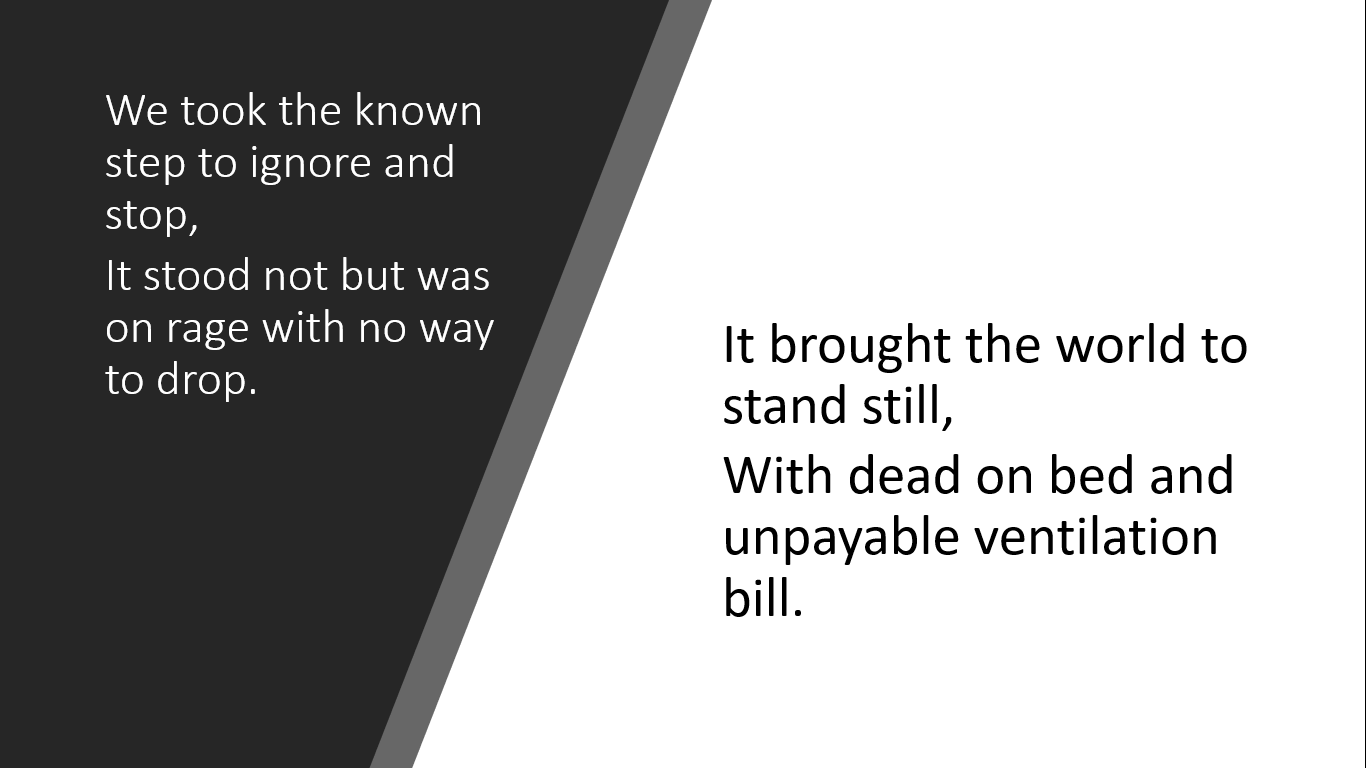 We took the known
step to ignore and
stop,
It stood not but was
on rage with no way
to drop.
It brought the world to
stand still,
With dead on bed and
unpayable ventilation
bill.